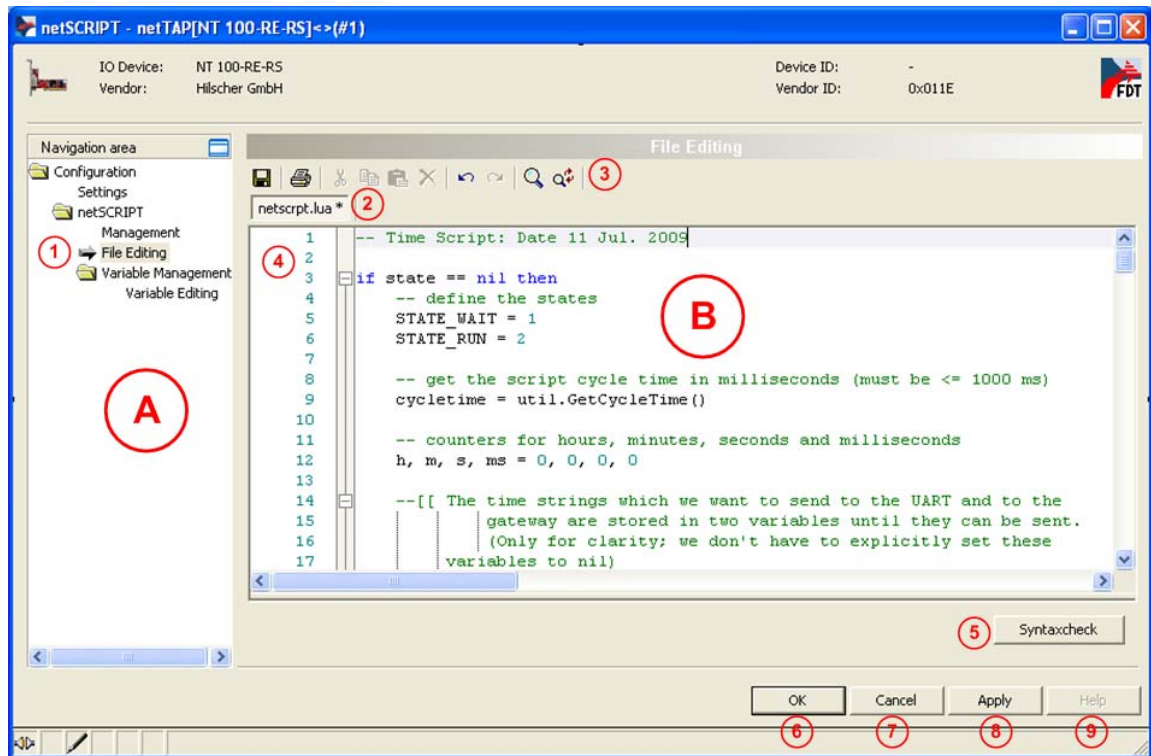 netSCRIPT - netTAP[NT 100-RE-RS]<>(#1)
IO Device: NT 100-RE-RS Device ID: -
Vendor: Hilscher GmbH Vendor ID: 0x011E
FDT
Navigation area
File Editing
Configuration
Settings
netSCRIPT
Management
1 File Editing
Variable Management
Variable Editing
A
3
netscrpt.lua * 2
4
B
1 -- Time Script: Date 11 Jul. 2009
2
3 if state == nil then
4 -- define the states
5 STATE_WAIT = 1
6 STATE_RUN = 2
7
8 -- get the script cycle time in milliseconds (must be <= 1000 ms)
9 cycletime = util.GetCycleTime()
10
11 -- counters for hours, minutes, seconds and milliseconds
12 h, m, s, ms = 0, 0, 0, 0
13
14 --[[ The time strings which we want to send to the UART and to the
15 gateway are stored in two variables until they can be sent.
16 (Only for clarity; we don't have to explicitly set these
17 variables to nil)
5 Syntaxcheck
OK Cancel Apply Help
6 7 8 9